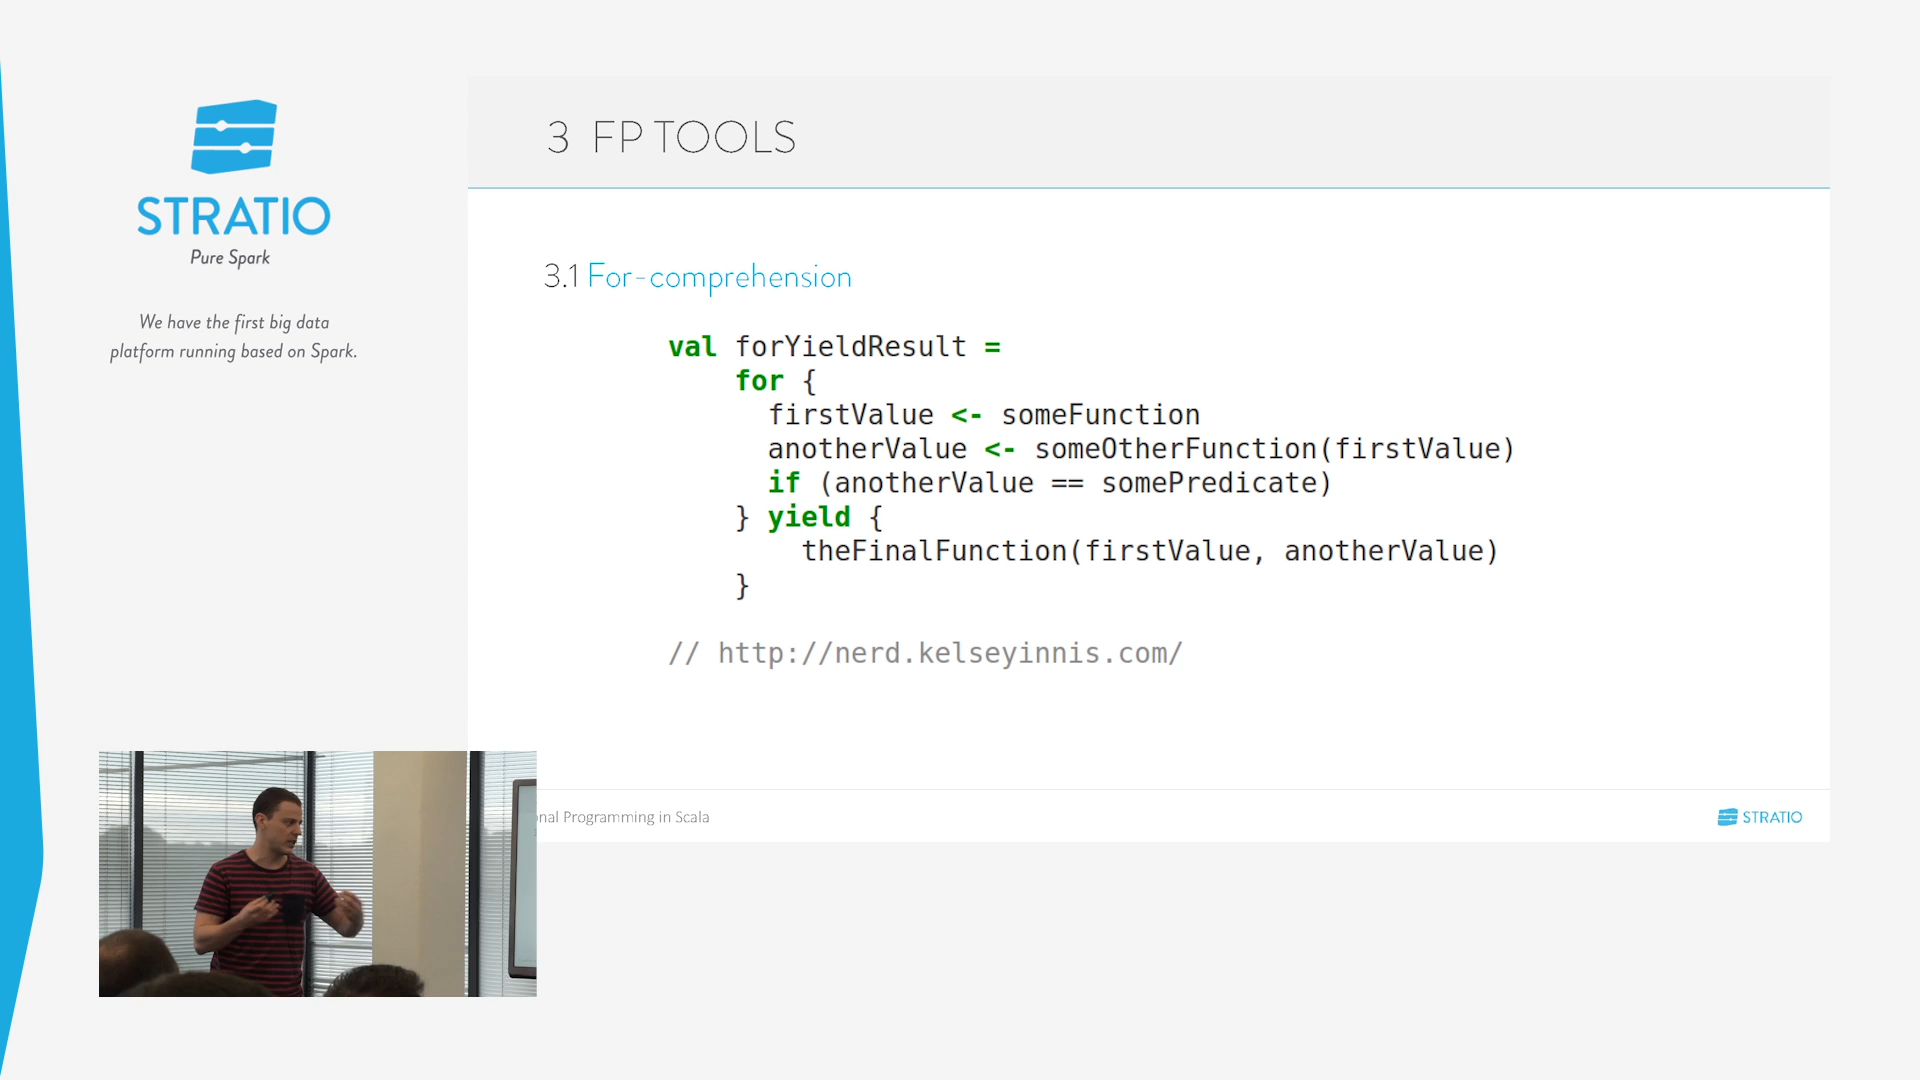 STRATIO
Pure Spark
We have the first big data
platform running based on Spark.
3 FP TOOLS
3.1 For-comprehension
val forYieldResult =
for {
firstValue <- someFunction
anotherValue <- someOtherFunction(firstValue)
if (anotherValue == somePredicate)
} yield {
theFinalFunction(firstValue, anotherValue)
}
// http://nerd.kelseyinnis.com/
onal Programming in Scala
STRATIO